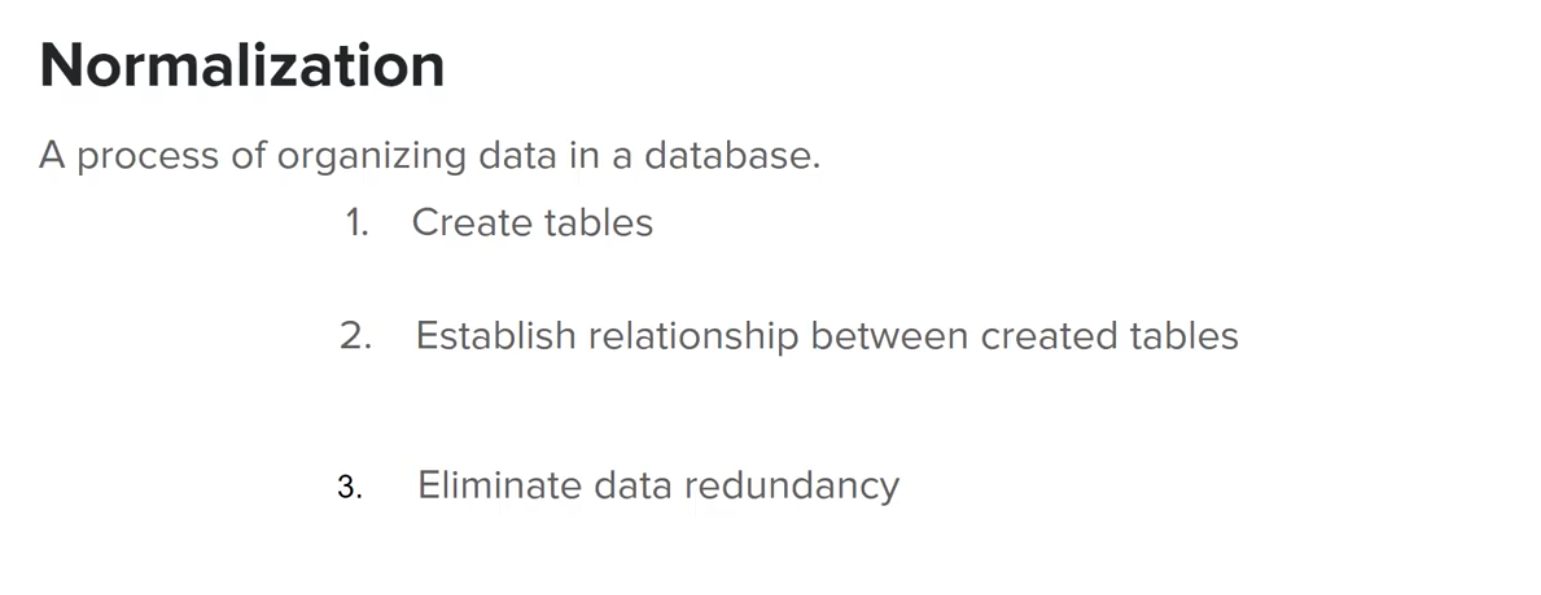 Normalization
A process of organizing data in a database.
1. Create tables
2. Establish relationship between created tables
3. Eliminate data redundancy